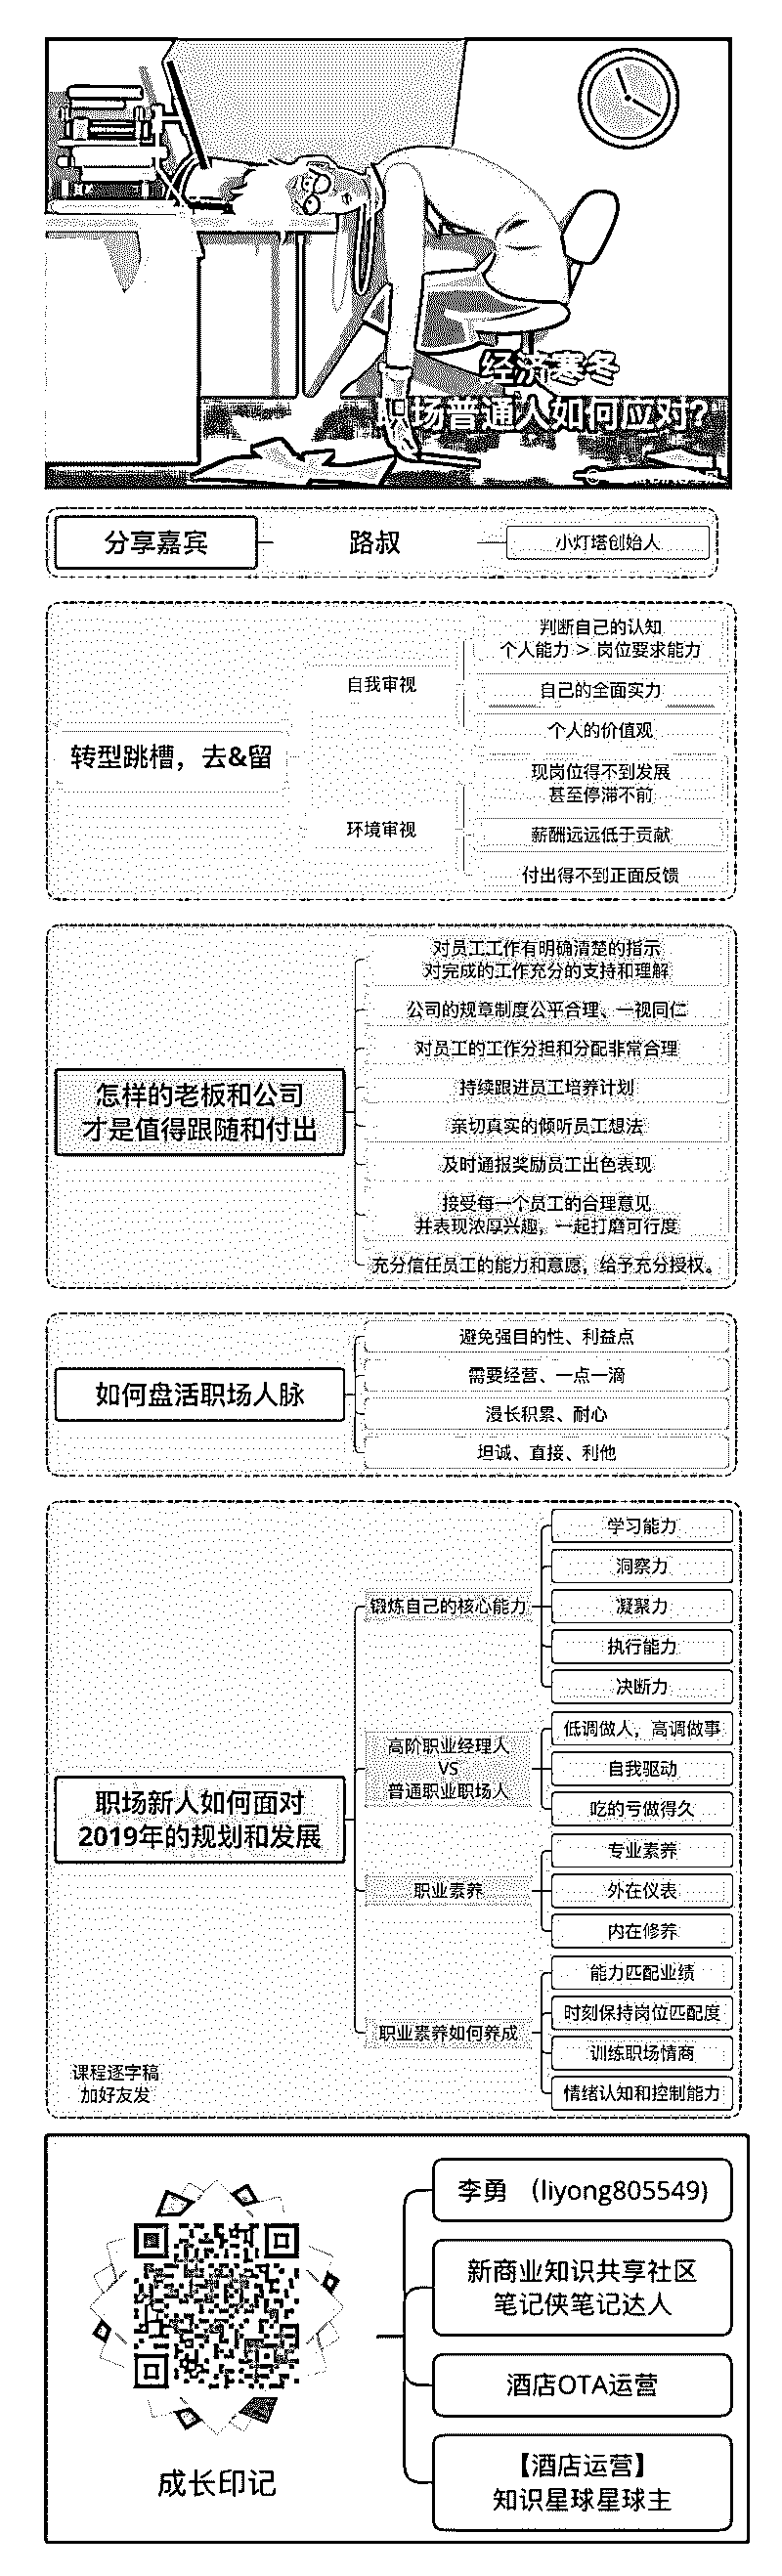 经济寒冬
职场普通人如何应对?
分享嘉宾
路叔
小灯塔创始人
转型跳槽，去&留
自我审视
判断自己的认知
个人能力 > 岗位要求能力
自己的全面实力
个人的价值观
环境审视
现岗位得不到发展
甚至停滞不前
薪酬远远低于贡献
付出得不到正面反馈
怎样的老板和公司
才是值得跟随和付出
对员工工作有明确清楚的指示
对完成的工作充分的支持和理解
公司的规章制度公平合理、一视同仁
对员工的工作分担和分配非常合理
持续跟进员工培养计划
亲切真实的倾听员工想法
及时通报奖励员工出色表现
接受每一个员工的合理意见
并表现浓厚兴趣，一起打磨可行度
充分信任员工的能力和意愿，给予充分授权。
如何盘活职场人脉
避免强目的性、利益点
需要经营、一点一滴
漫长积累、耐心
坦诚、直接、利他
职场新人如何面对
2019年的规划和发展
锻炼自己的核心能力
学习能力
洞察力
凝聚力
执行能力
决断力
高阶职业经理人
VS
普通职业职场人
低调做人，高调做事
自我驱动
吃的亏做得久
职业素养
专业素养
外在仪表
内在修养
职业素养如何养成
能力匹配业绩
时刻保持岗位匹配度
训练职场情商
情绪认知和控制能力
课程逐字稿
加好友发
李勇 （liyong805549)
新商业知识共享社区
笔记侠笔记达人
酒店OTA运营
【酒店运营】
知识星球星球主
成长印记